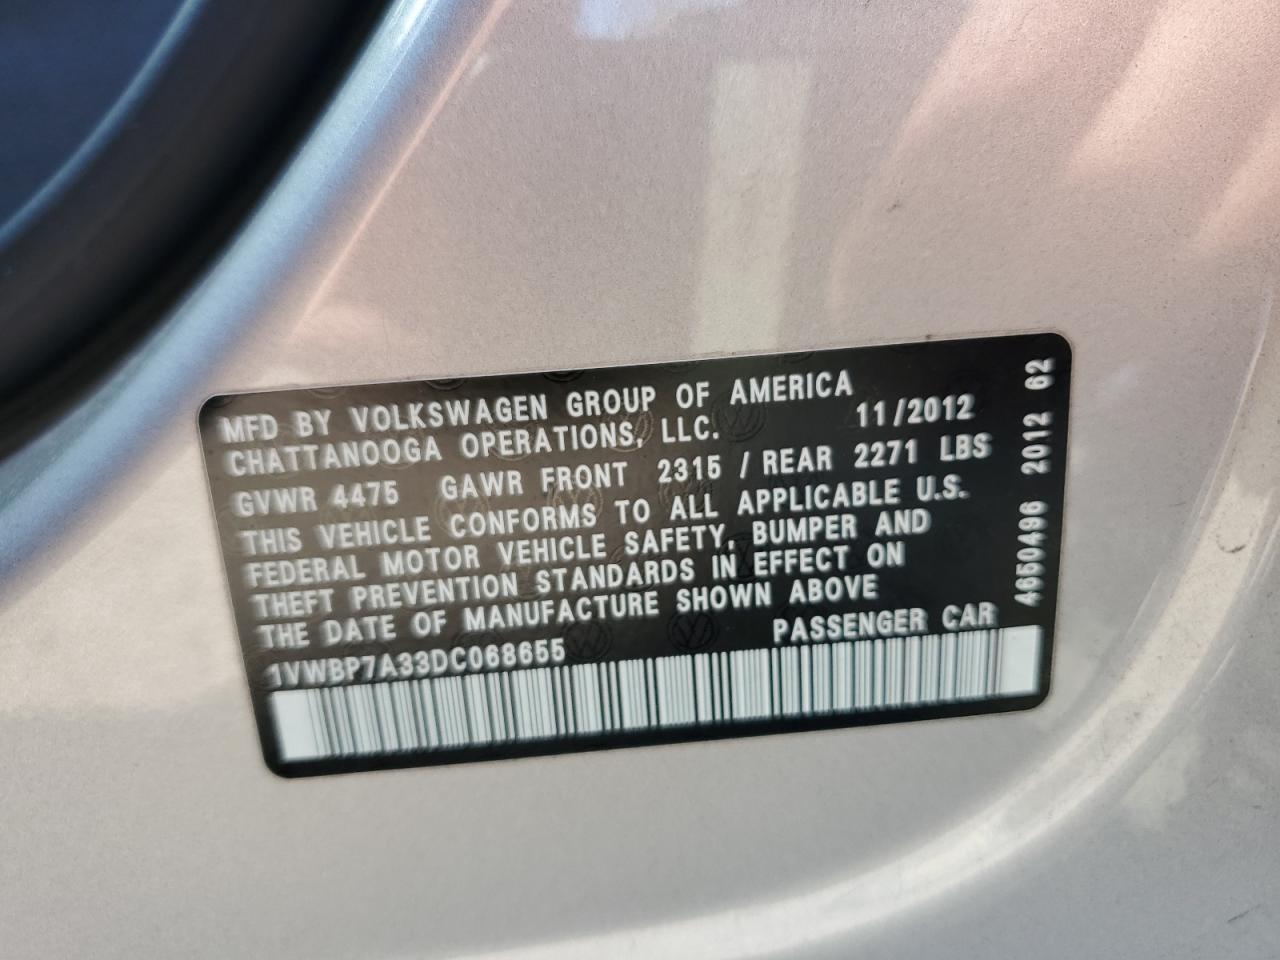 MFD BY VOLKSWAGEN GROUP OF AMERICA
CHATTANOOGA OPERATIONS, LLC. 11/2012
GVWR 4475 GAWR FRONT 2315 / REAR 2271 LBS
THIS VEHICLE CONFORMS TO ALL APPLICABLE U.S.
FEDERAL MOTOR VEHICLE SAFETY, BUMPER AND
THEFT PREVENTION STANDARDS IN EFFECT ON
THE DATE OF MANUFACTURE SHOWN ABOVE
1VWBP7A33DC068655 PASSENGER CAR
4650496 2012 62